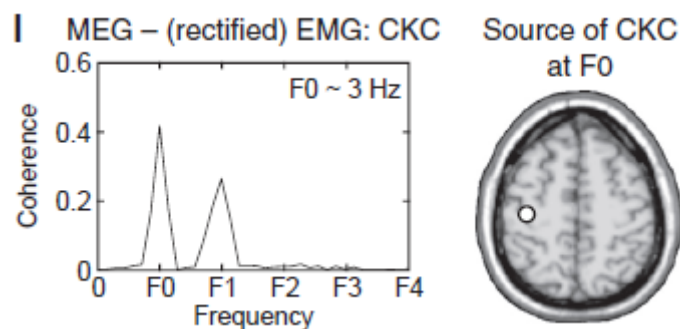 I
MEG – (rectified) EMG: CKC
Source of CKC
at F0
F0 ~ 3 Hz
Coherence
0.6
0.4
0.2
0
0 F0 F1 F2 F3 F4
Frequency